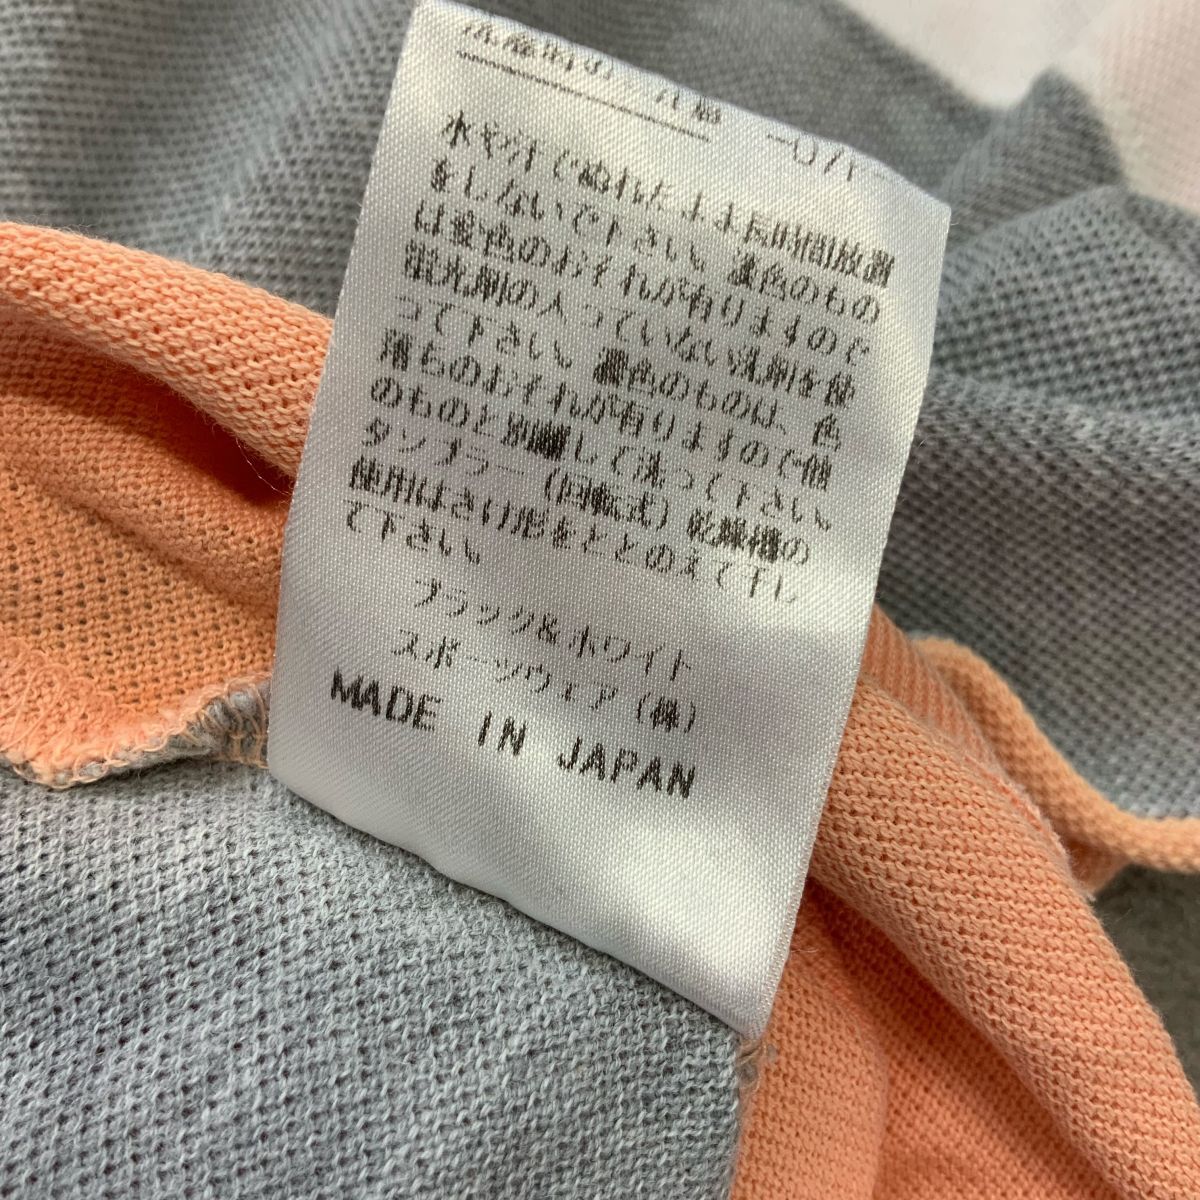 水や汗でぬれたまま長時間放置
をしないで下さい。濃色のもの
は変色のおそれが有りますので
蛍光剤の入っていない洗剤を使
って下さい。濃色のものは、色
落ちのおそれが有りますので他
のものと別嚏して洗って下さい。
タンブラー(回転式)乾燥機の
使用はさけ形をととのえて干し
て下さい。
ブラック&ホワイト
スポーツウェア(株)
MADE IN JAPAN